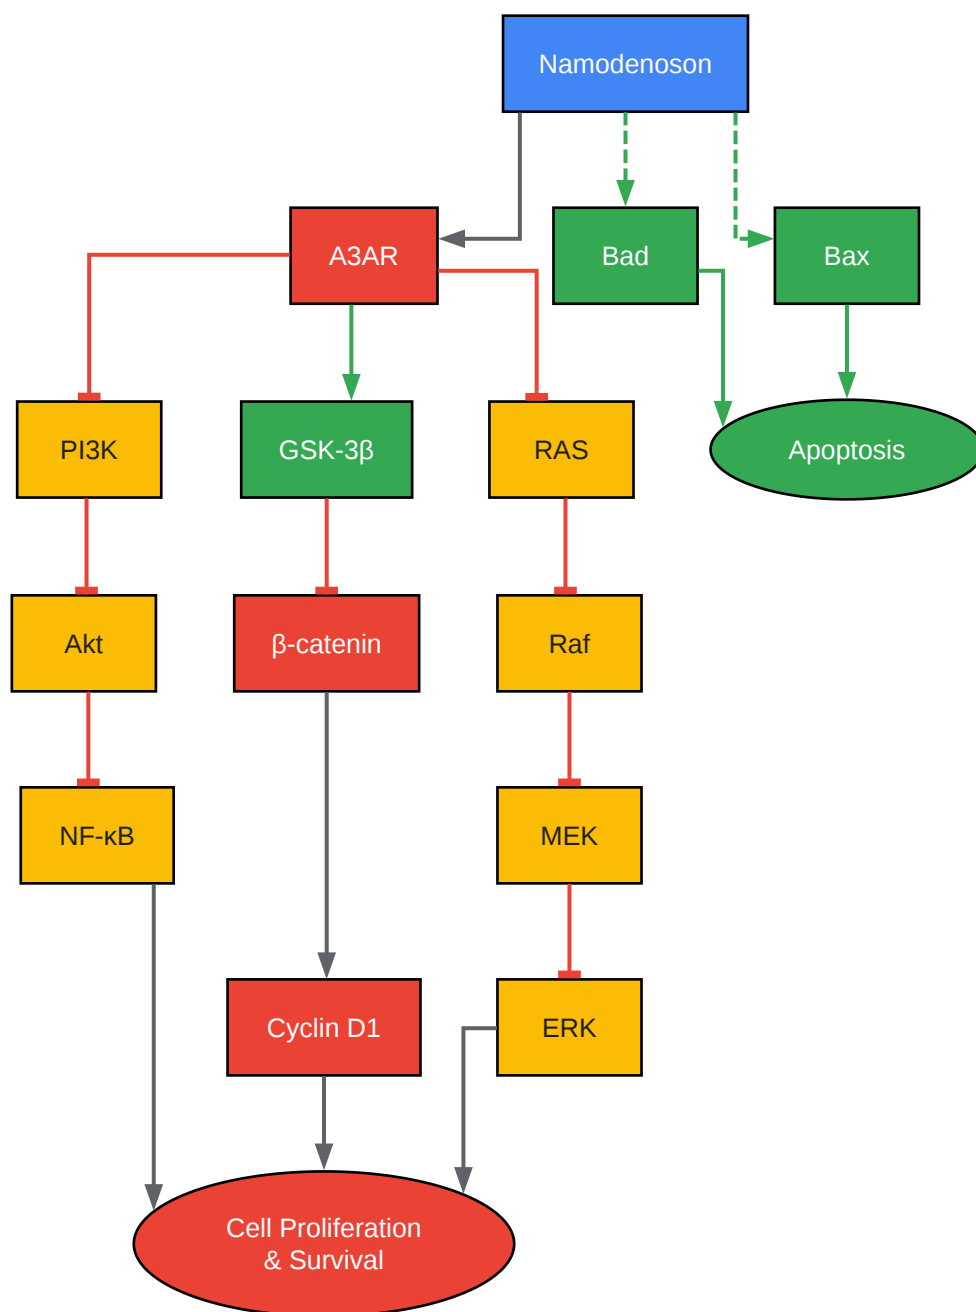 Namodenoson
A3AR
Bad
Bax
PI3K
GSK-3β
RAS
Apoptosis
Akt
β-catenin
Raf
NF-κB
MEK
Cyclin D1
ERK
Cell Proliferation
& Survival